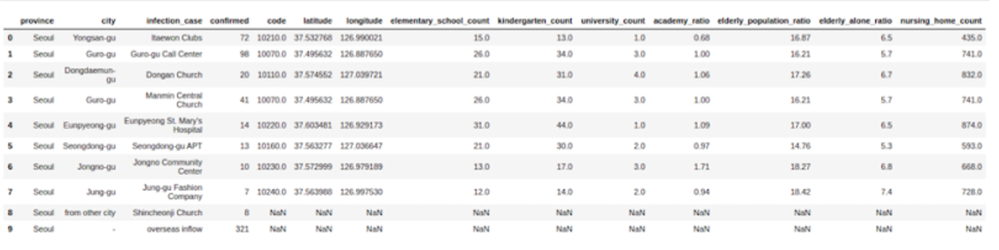 province city infection_case confirmed code latitude longitude elementary_school_count kindergarten_count university_count academy_ratio elderly_population_ratio elderly_alone_ratio nursing_home_count
0 Seoul Yongsan-gu Itaewon Clubs 72 10210.0 37.532768 126.990021 15.0 13.0 1.0 0.68 16.87 6.5 435.0
1 Seoul Guro-gu Guro-gu Call Center 98 10070.0 37.495632 126.887650 26.0 34.0 3.0 1.00 16.21 5.7 741.0
2 Seoul Dongdaemun-
gu Dongan Church 20 10110.0 37.574552 127.039721 21.0 31.0 4.0 1.06 17.26 6.7 832.0
3 Seoul Guro-gu Manmin Central
Church 41 10070.0 37.495632 126.887650 26.0 34.0 3.0 1.00 16.21 5.7 741.0
4 Seoul Eunpyeong-gu Eunpyeong St. Mary's
Hospital 14 10220.0 37.603481 126.929173 31.0 44.0 1.0 1.09 17.00 6.5 874.0
5 Seoul Seongdong-gu Seongdong-gu APT 13 10160.0 37.563277 127.036647 21.0 30.0 2.0 0.97 14.76 5.3 593.0
6 Seoul Jongno-gu Jongno Community
Center 10 10230.0 37.572999 126.979189 13.0 17.0 3.0 1.71 18.27 6.8 668.0
7 Seoul Jung-gu Jung-gu Fashion
Company 7 10240.0 37.563988 126.997530 12.0 14.0 2.0 0.94 18.42 7.4 728.0
8 Seoul from other city Shincheonji Church 8 NaN NaN NaN NaN NaN NaN NaN NaN NaN NaN
9 Seoul - overseas inflow 321 NaN NaN NaN NaN NaN NaN NaN NaN NaN NaN